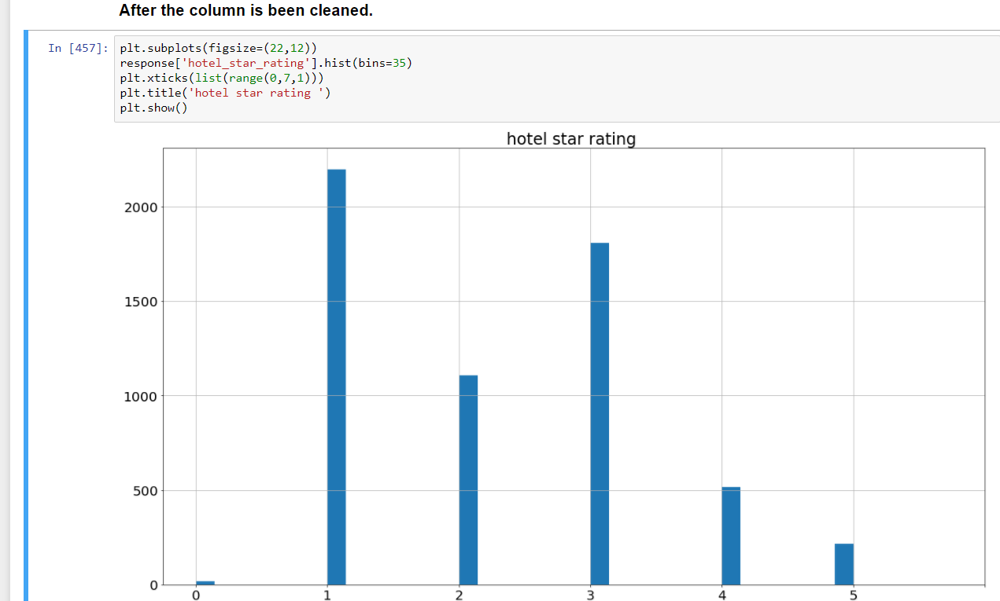 After the column is been cleaned.
In [457]: plt.subplots(figsize=(22,12))
response['hotel_star_rating'].hist(bins=35)
plt.xticks(list(range(0,7,1)))
plt.title('hotel star rating ')
plt.show()
hotel star rating
2000
1500
1000
500
0
0 1 2 3 4 5